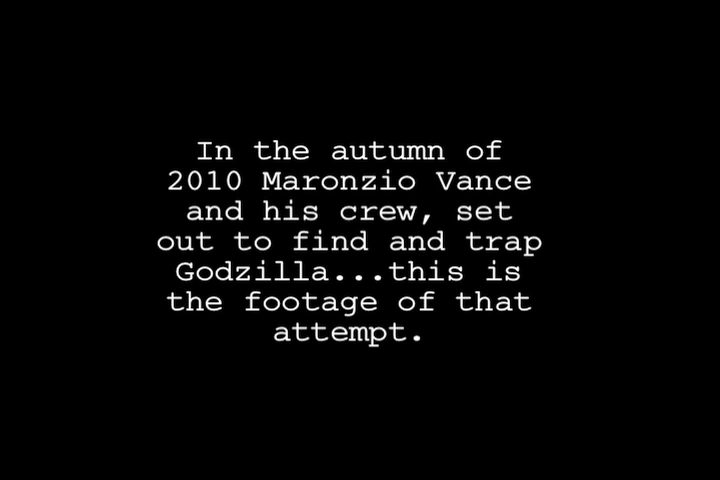 In the autumn of
2010 Maronzio Vance
and his crew, set
out to find and trap
Godzilla...this is
the footage of that
attempt.